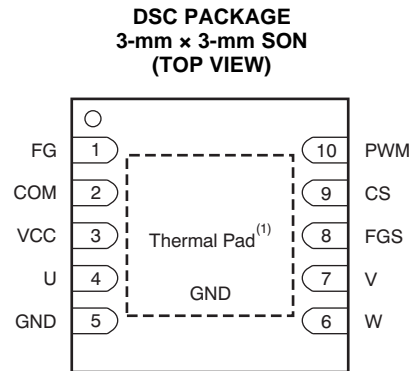 DSC PACKAGE
3-mm × 3-mm SON
(TOP VIEW)
FG 1 10 PWM
COM 2 9 CS
VCC 3 8 FGS
Thermal Pad(1)
U 4 7 V
GND
GND 5 6 W